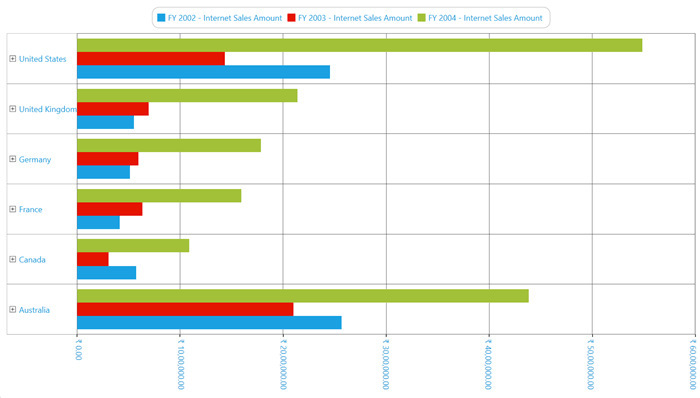 FY 2002 - Internet Sales Amount FY 2003 - Internet Sales Amount FY 2004 - Internet Sales Amount
United States
United Kingdom
Germany
France
Canada
Australia
₹ 0.00
₹ 10,00,000.00
₹ 20,00,000.00
₹ 30,00,000.00
₹ 40,00,000.00
₹ 50,00,000.00
₹ 60,00,000.00